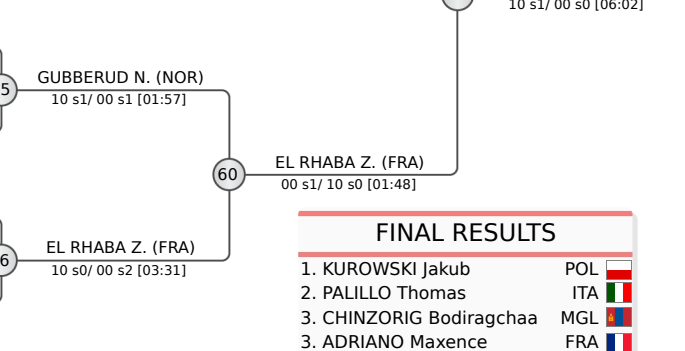 10 s1/ 00 s0 [06:02]
GUBBERUD N. (NOR)
5
10 s1/ 00 s1 [01:57]
EL RHABA Z. (FRA)
60
00 s1/ 10 s0 [01:48]
EL RHABA Z. (FRA)
6
10 s0/ 00 s2 [03:31]
FINAL RESULTS
1. KUROWSKI Jakub POL
2. PALILLO Thomas ITA
3. CHINZORIG Bodiragchaa MGL
3. ADRIANO Maxence FRA